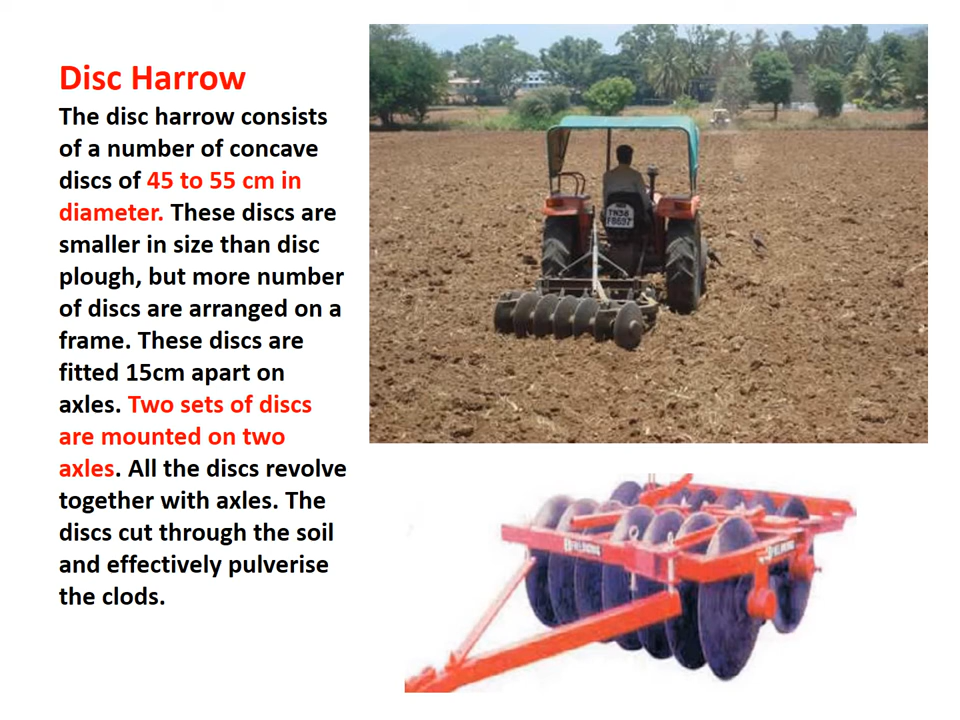 Disc Harrow
The disc harrow consists
of a number of concave
discs of 45 to 55 cm in
diameter. These discs are
smaller in size than disc
plough, but more number
of discs are arranged on a
frame. These discs are
fitted 15cm apart on
axles. Two sets of discs
are mounted on two
axles. All the discs revolve
together with axles. The
discs cut through the soil
and effectively pulverise
the clods.